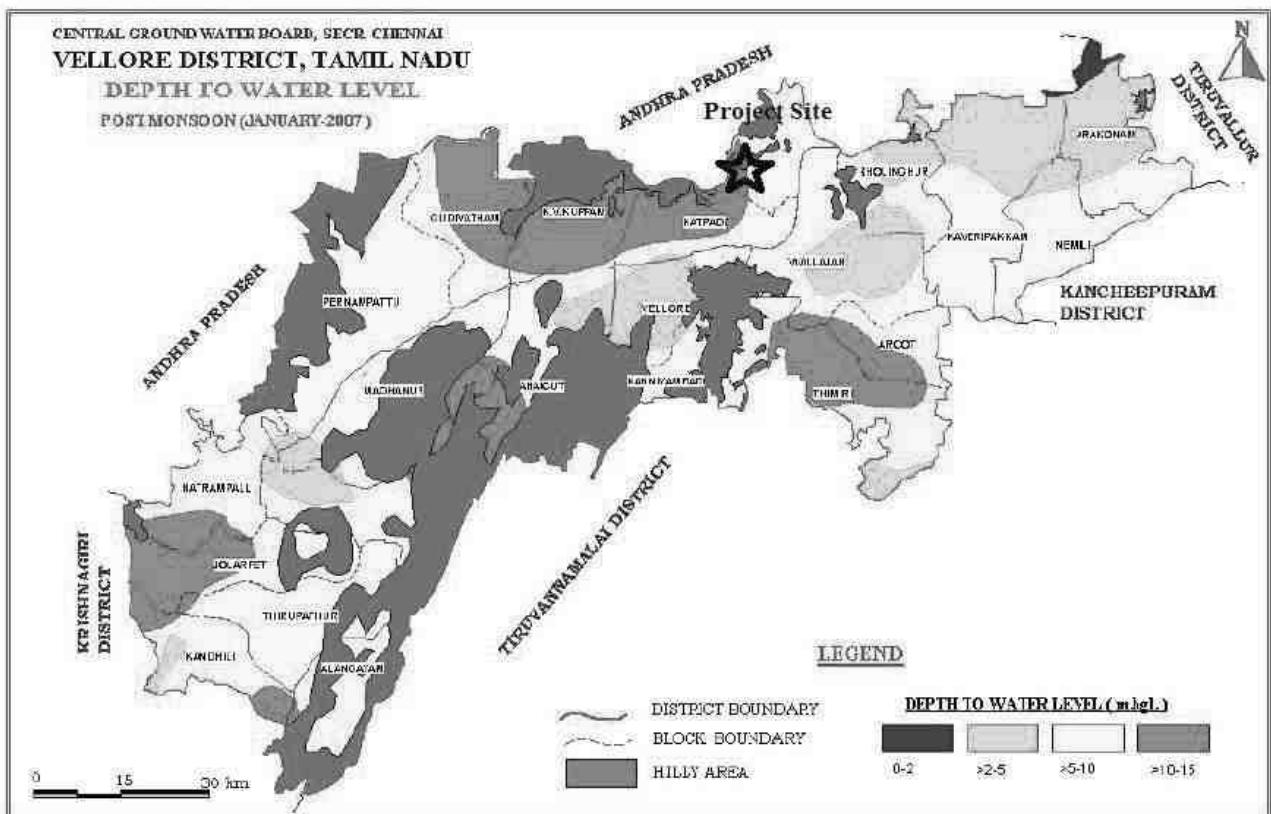 CENTRAL GROUND WATER BOARD, SECR CHENNAI
VELLORE DISTRICT, TAMIL NADU
DEPTH TO WATER LEVEL
POST MONSOON (JANUARY-2007)
ANDHRA PRADESH
N
TIRUVALLUR
DISTRICT
Project Site
ARAKONAM
SHOLINGHUR
GUDIYATHAM
K.V.KUPPAM
KATPADI
KAVERIPAKKAM
NEMILI
WALLAJAH
ANDHRA PRADESH
PERNAMPATTU
VELLORE
KANCHEEPURAM
DISTRICT
ARCOT
MADHANUR
ANAICUT
KANNIYAMBADI
THIMIRI
NATRAMPALLI
TIRUVANNAMALAI DISTRICT
KRISHNAGIRI
DISTRICT
JOLARPET
THIRUPATHUR
KANDHILI
ALANGAYAM
LEGEND
DISTRICT BOUNDARY
BLOCK BOUNDARY
HILLY AREA
DEPTH TO WATER LEVEL ( m.bgl. )
0-2
>2-5
>5-10
>10-15
0 15 30 km